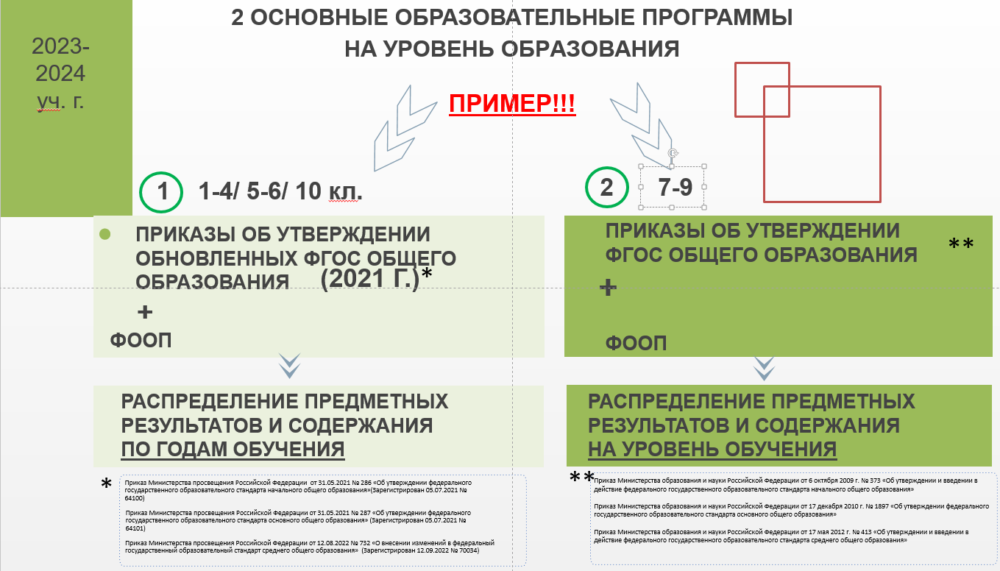 2 ОСНОВНЫЕ ОБРАЗОВАТЕЛЬНЫЕ ПРОГРАММЫ
НА УРОВЕНЬ ОБРАЗОВАНИЯ
2023-
2024
уч. г.
ПРИМЕР!!!
1 1-4/ 5-6/ 10 кл.
2 7-9
ПРИКАЗЫ ОБ УТВЕРЖДЕНИИ
ОБНОВЛЕННЫХ ФГОС ОБЩЕГО
ОБРАЗОВАНИЯ (2021 Г.)*
+
ФООП
ПРИКАЗЫ ОБ УТВЕРЖДЕНИИ
ФГОС ОБЩЕГО ОБРАЗОВАНИЯ **
+
ФООП
РАСПРЕДЕЛЕНИЕ ПРЕДМЕТНЫХ
РЕЗУЛЬТАТОВ И СОДЕРЖАНИЯ
ПО ГОДАМ ОБУЧЕНИЯ
РАСПРЕДЕЛЕНИЕ ПРЕДМЕТНЫХ
РЕЗУЛЬТАТОВ И СОДЕРЖАНИЯ
НА УРОВЕНЬ ОБУЧЕНИЯ
* Приказ Министерства просвещения Российской Федерации от 31.05.2021 № 286 «Об утверждении федерального
государственного образовательного стандарта начального общего образования»(Зарегистрирован 05.07.2021 №
64100)
Приказ Министерства просвещения Российской Федерации от 31.05.2021 № 287 «Об утверждении федерального
государственного образовательного стандарта основного общего образования» (Зарегистрирован 05.07.2021 №
64101)
Приказ Министерства просвещения Российской Федерации от 12.08.2022 № 732 «О внесении изменений в федеральный
государственный образовательный стандарт среднего общего образования» (Зарегистрирован 12.09.2022 № 70034)
** Приказ Министерства образования и науки Российской Федерации от 6 октября 2009 г. № 373 «Об утверждении и введении в
действие федерального государственного образовательного стандарта начального общего образования»
Приказ Министерства образования и науки Российской Федерации от 17 декабря 2010 г. № 1897 «Об утверждении федерального
государственного образовательного стандарта основного общего образования»
Приказ Министерства образования и науки Российской Федерации от 17 мая 2012 г. № 413 «Об утверждении и введении в
действие федерального государственного образовательного стандарта среднего общего образования»